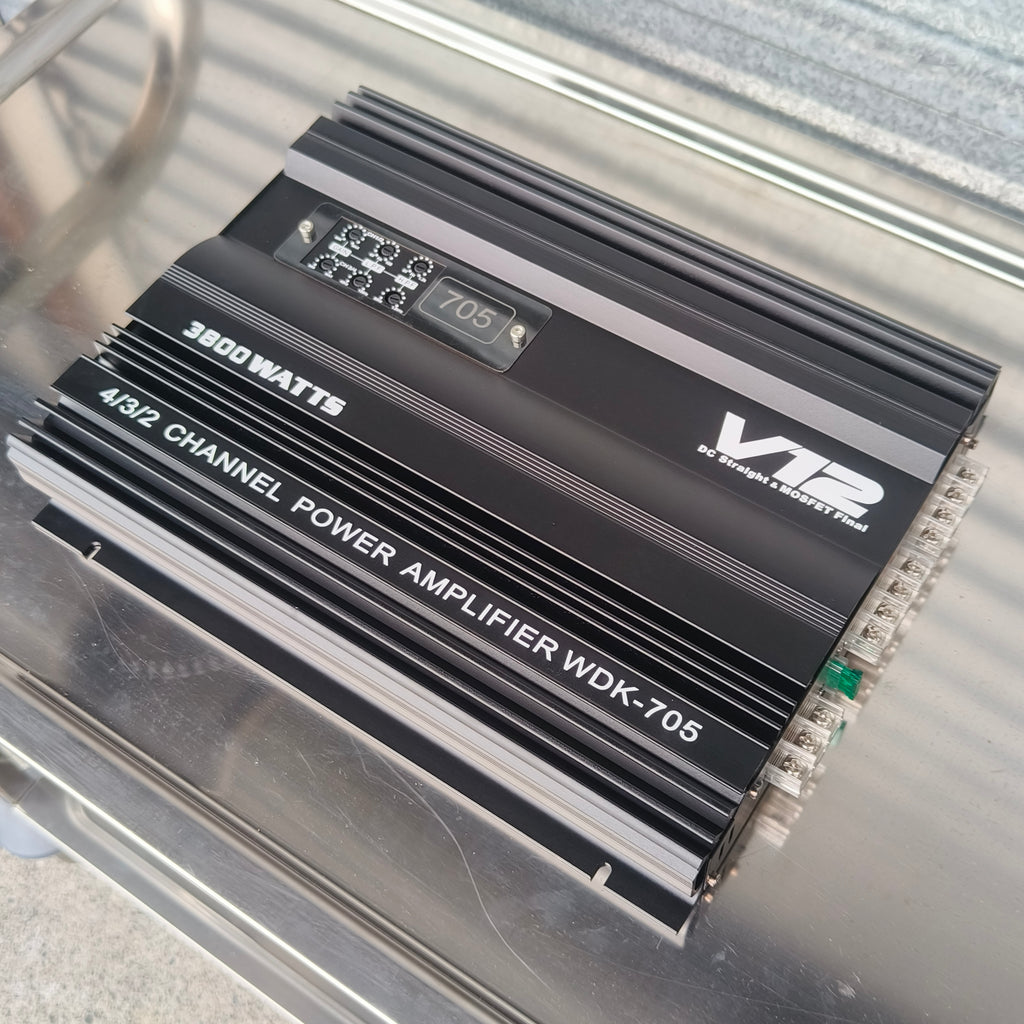 705
3800WATTS
V12
DC Straight & MOSFET Final
4/3/2 CHANNEL POWER AMPLIFIER WDK-705